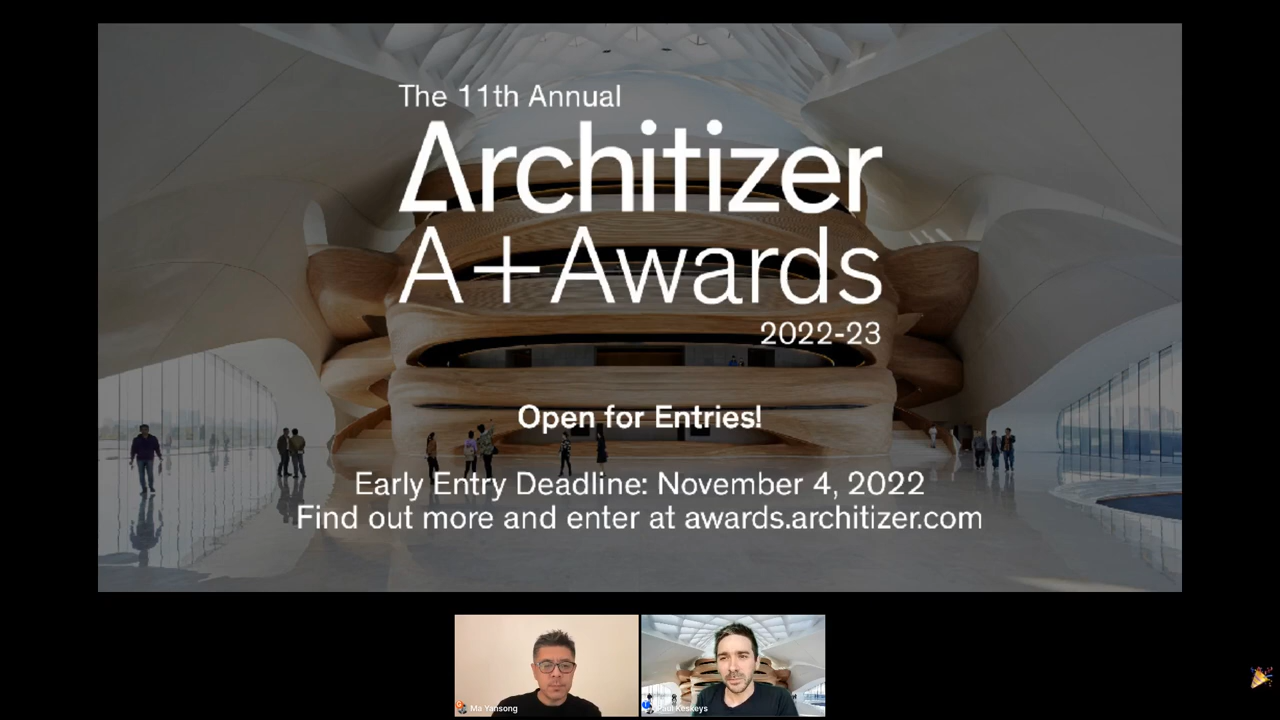 The 11th Annual
Architizer
A+Awards
2022-23
Open for Entries!
Early Entry Deadline: November 4, 2022
Find out more and enter at awards.architizer.com
Ma Yansong
Paul Keskeys